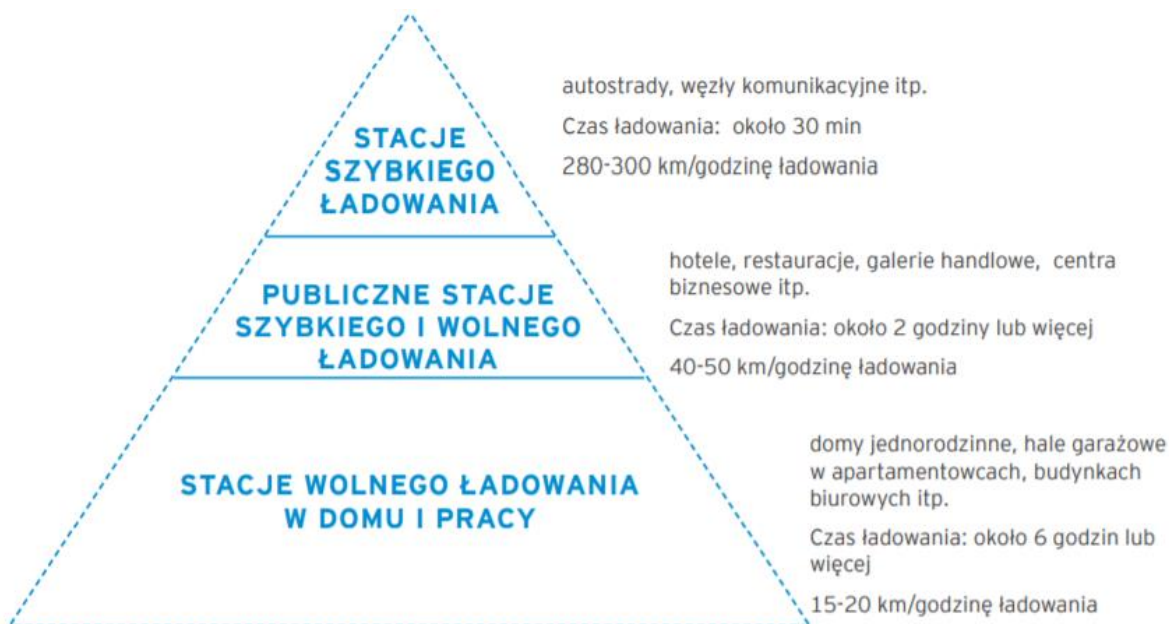 autostrady, węzły komunikacyjne itp.
Czas ładowania: około 30 min
280-300 km/godzinę ładowania
STACJE
SZYBKIEGO
ŁADOWANIA
hotele, restauracje, galerie handlowe, centra
biznesowe itp.
Czas ładowania: około 2 godziny lub więcej
40-50 km/godzinę ładowania
PUBLICZNE STACJE
SZYBKIEGO I WOLNEGO
ŁADOWANIA
domy jednorodzinne, hale garażowe
w apartamentowcach, budynkach
biurowych itp.
Czas ładowania: około 6 godzin lub
więcej
15-20 km/godzinę ładowania
STACJE WOLNEGO ŁADOWANIA
W DOMU I PRACY